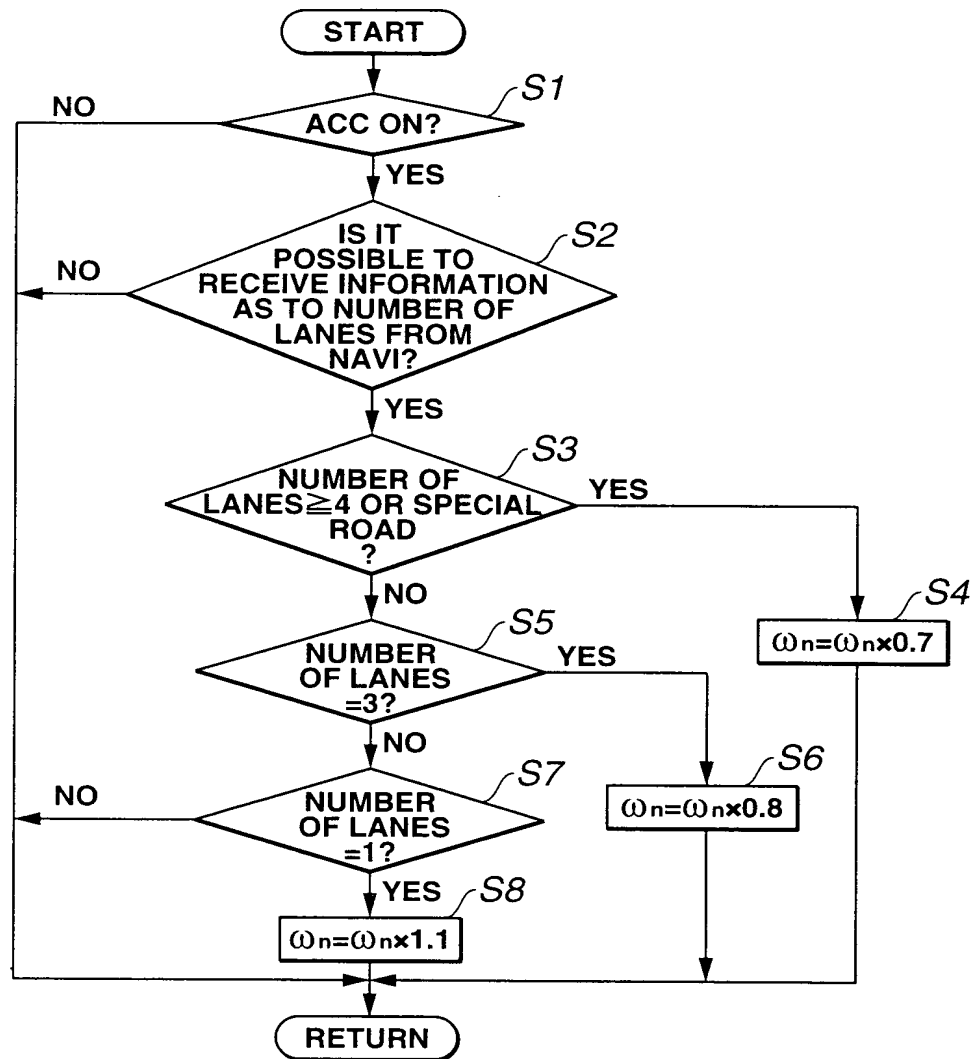 START
S1
NO
ACC ON?
YES
S2
IS IT
POSSIBLE TO
NO
RECEIVE INFORMATION
AS TO NUMBER OF
LANES FROM
NAVI?
YES
S3
NUMBER OF
LANES≧4 OR SPECIAL
ROAD
?
YES
NO
S4
ωn=ωn×0.7
S5
NUMBER
OF LANES
=3?
YES
NO
S6
ωn=ωn×0.8
S7
NO
NUMBER
OF LANES
=1?
YES
S8
ωn=ωn×1.1
RETURN